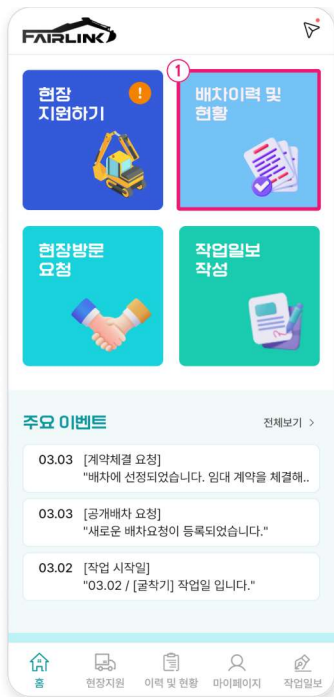 FAIRLINK
1
현장
지원하기
!
배차이력 및
현황
현장방문
요청
작업일보
작성
주요 이벤트
전체보기 >
03.03 [계약체결 요청]
"배차에 선정되었습니다. 임대 계약을 체결해..
03.03 [공개배차 요청]
"새로운 배차요청이 등록되었습니다."
03.02 [작업 시작일]
"03.02 / [굴착기] 작업일 입니다."
홈 현장지원 이력 및 현황 마이페이지 작업일보